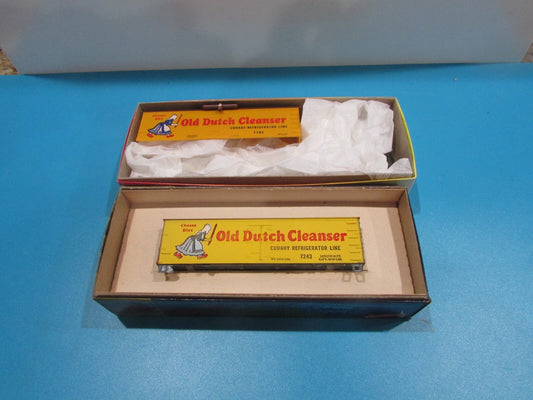 Chases
Dirt
Old Dutch Cleanser
CUDAHY REFRIGERATOR LINE
7243
Chases
Dirt
Old Dutch Cleanser
CUDAHY REFRIGERATOR LINE
7243